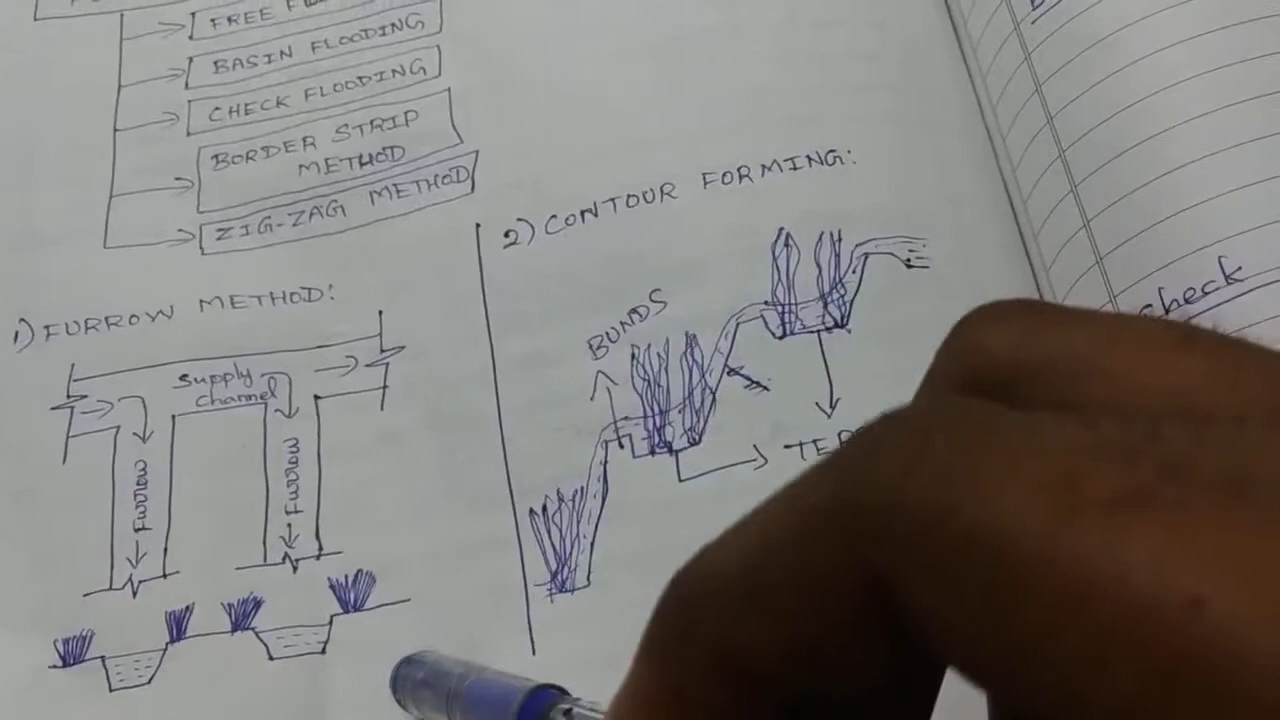 FREE
BASIN FLOODING
CHECK FLOODING
BORDER STRIP
METHOD
ZIG-ZAG METHOD
1) FURROW METHOD:
Supply
channel
Furrow
Furrow
2) CONTOUR FORMING:
BUNDS
check